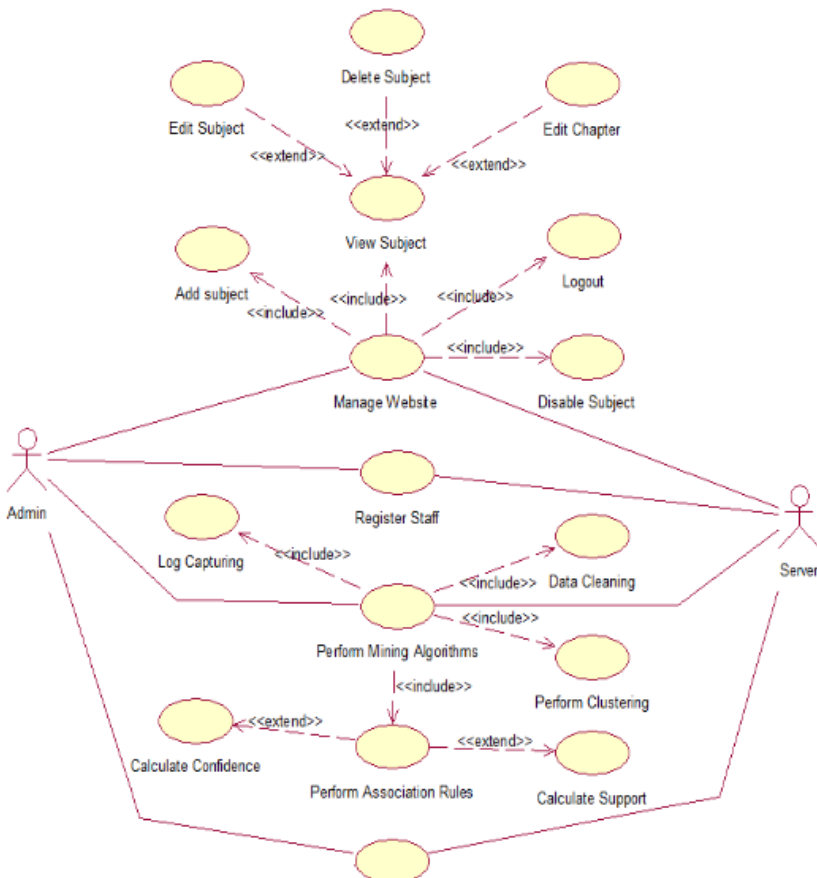 Delete Subject
Edit Subject
<<extend>>
Edit Chapter
<<extend>>
<<extend>>
View Subject
Add subject
Logout
<<include>>
<<include>>
<<include>>
<<include>>
Manage Website
Disable Subject
Admin
Register Staff
Log Capturing
<<include>>
Data Cleaning
<<include>>
Server
<<include>>
Perform Mining Algorithms
<<include>>
Perform Clustering
<<extend>>
<<extend>>
Calculate Confidence
Perform Association Rules
Calculate Support